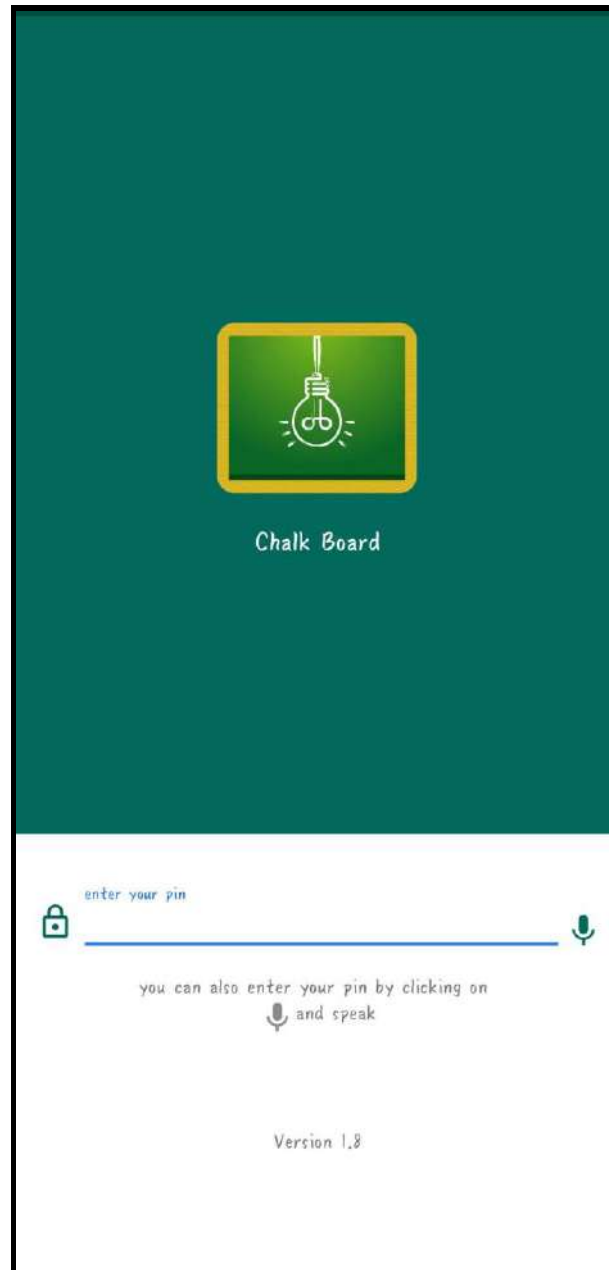 Chalk Board
enter your pin
you can also enter your pin by clicking on
and speak
Version 1.8